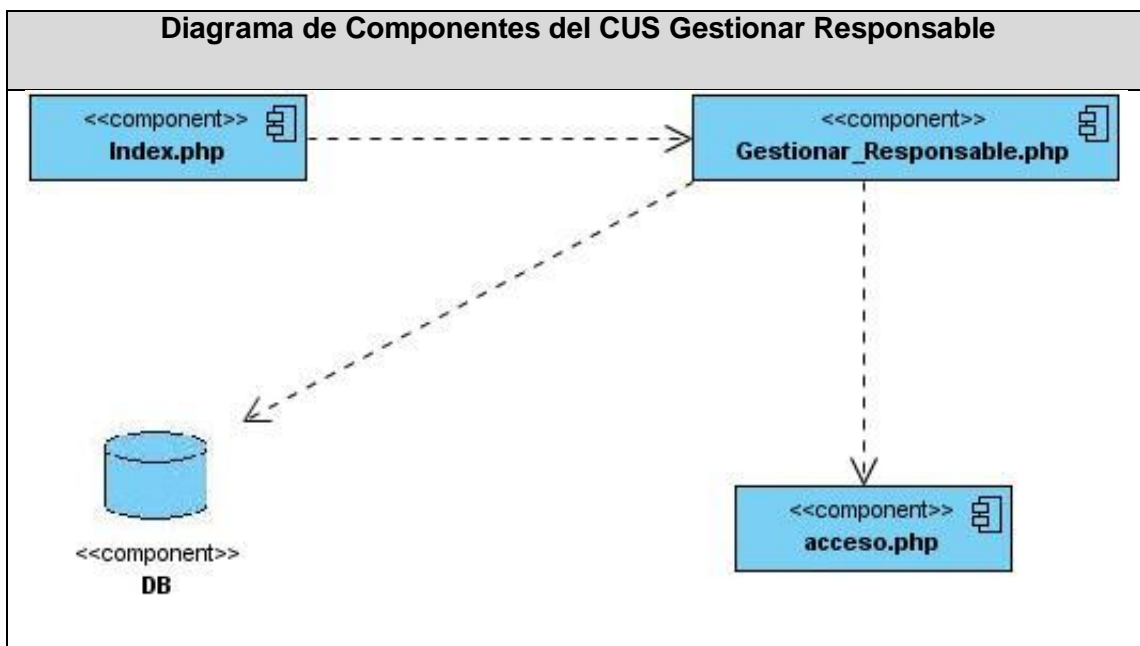 Diagrama de Componentes del CUS Gestionar Responsable
<<component>>
Index.php
<<component>>
Gestionar_Responsable.php
<<component>>
DB
<<component>>
acceso.php